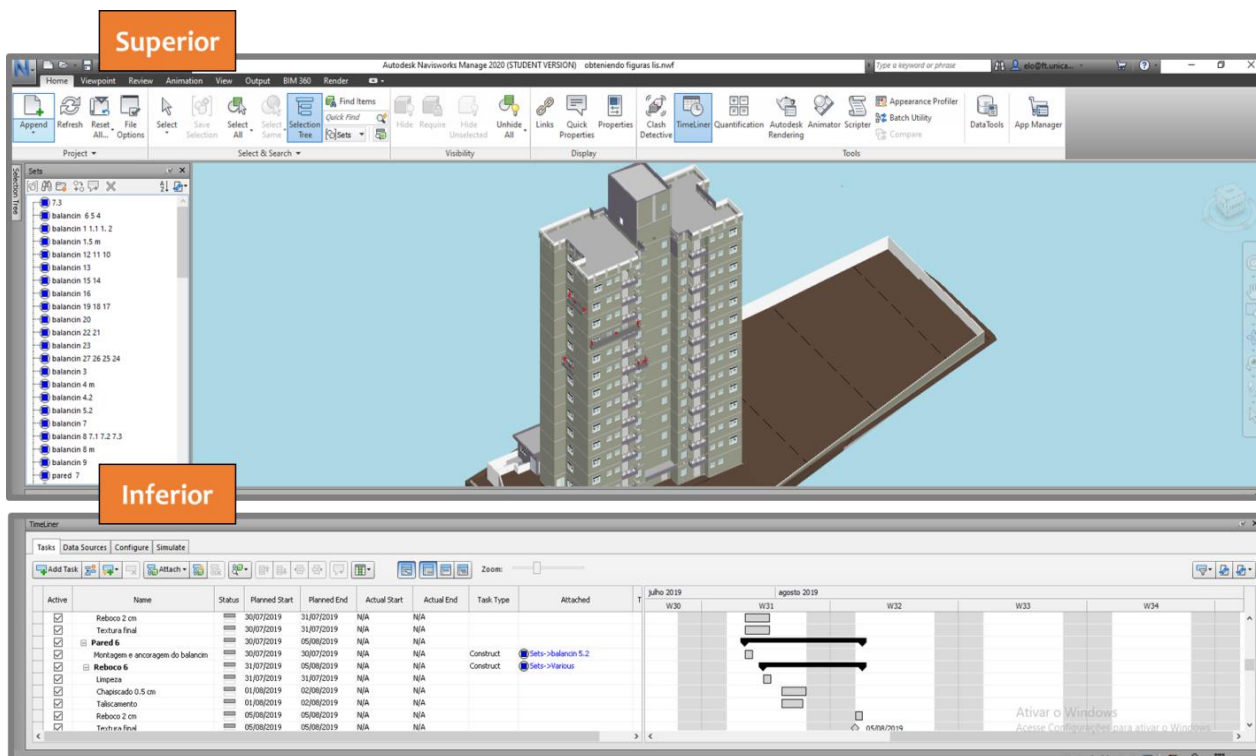 Superior
Autodesk Navisworks Manage 2020 (STUDENT VERSION) obteniendo figuras lis.nwf
Type a keyword or phrase
elo@ft.unica...
Home Viewpoint Review Animation View Output BIM 360 Render
Append Refresh Reset All... File Options Select Save Selection Select All Select Same Selection Tree Find Items Quick Find Sets Hide Require Hide Unselected Unhide All Links Quick Properties Properties Clash Detective TimeLiner Quantification Autodesk Rendering Animator Scripter Appearance Profiler Batch Utility Compare DataTools App Manager
Project Select & Search Visibility Display Tools
Selection Tree
Sets
7.3
balancin 6 5 4
balancin 1 1.1 1. 2
balancin 1.5 m
balancin 12 11 10
balancin 13
balancin 15 14
balancin 16
balancin 19 18 17
balancin 20
balancin 22 21
balancin 23
balancin 27 26 25 24
balancin 3
balancin 4 m
balancin 4.2
balancin 5.2
balancin 7
balancin 8 7.1 7.2 7.3
balancin 8 m
balancin 9
pared 7
Inferior
TimeLiner
Tasks Data Sources Configure Simulate
Add Task Attach Zoom:
Active Name Status Planned Start Planned End Actual Start Actual End Task Type Attached T
julho 2019 agosto 2019
W30 W31 W32 W33 W34
Reboco 2 cm 30/07/2019 31/07/2019 N/A N/A
Textura final 30/07/2019 31/07/2019 N/A N/A
Pared 6 30/07/2019 05/08/2019 N/A N/A
Montagem e ancoragem do balancim 30/07/2019 30/07/2019 N/A N/A Construct Sets->balancin 5.2
Reboco 6 31/07/2019 05/08/2019 N/A N/A Construct Sets->Various
Limpeza 31/07/2019 31/07/2019 N/A N/A
Chapiscado 0.5 cm 01/08/2019 02/08/2019 N/A N/A
Taliscamento 01/08/2019 02/08/2019 N/A N/A
Reboco 2 cm 05/08/2019 05/08/2019 N/A N/A
Textura final 05/08/2019 05/08/2019 N/A N/A 05/08/2019
Ativar o Windows
Acesse Configurações para ativar o Windows